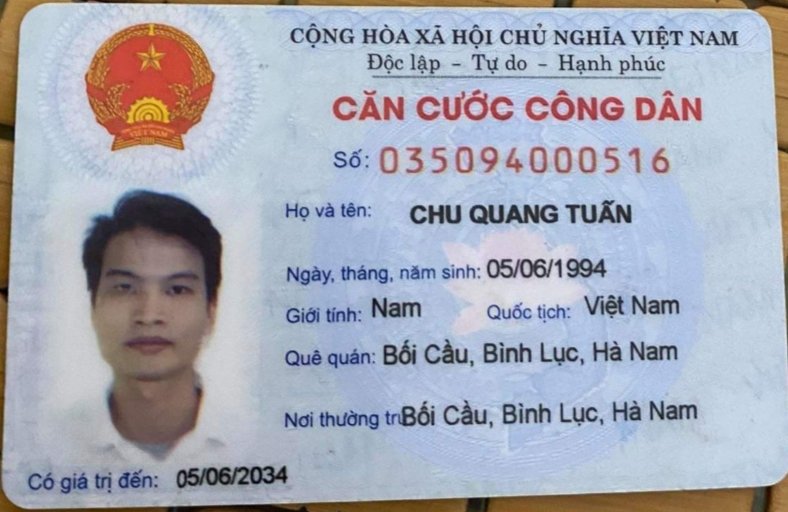 CỘNG HÒA XÃ HỘI CHỦ NGHĨA VIỆT NAM
Độc lập – Tự do – Hạnh phúc
CĂN CƯỚC CÔNG DÂN
Số: 035094000516
Họ và tên: CHU QUANG TUẤN
Ngày, tháng, năm sinh: 05/06/1994
Giới tính: Nam Quốc tịch: Việt Nam
Quê quán: Bối Cầu, Bình Lục, Hà Nam
Nơi thường trú Bối Cầu, Bình Lục, Hà Nam
Có giá trị đến: 05/06/2034
VIỆT NAM